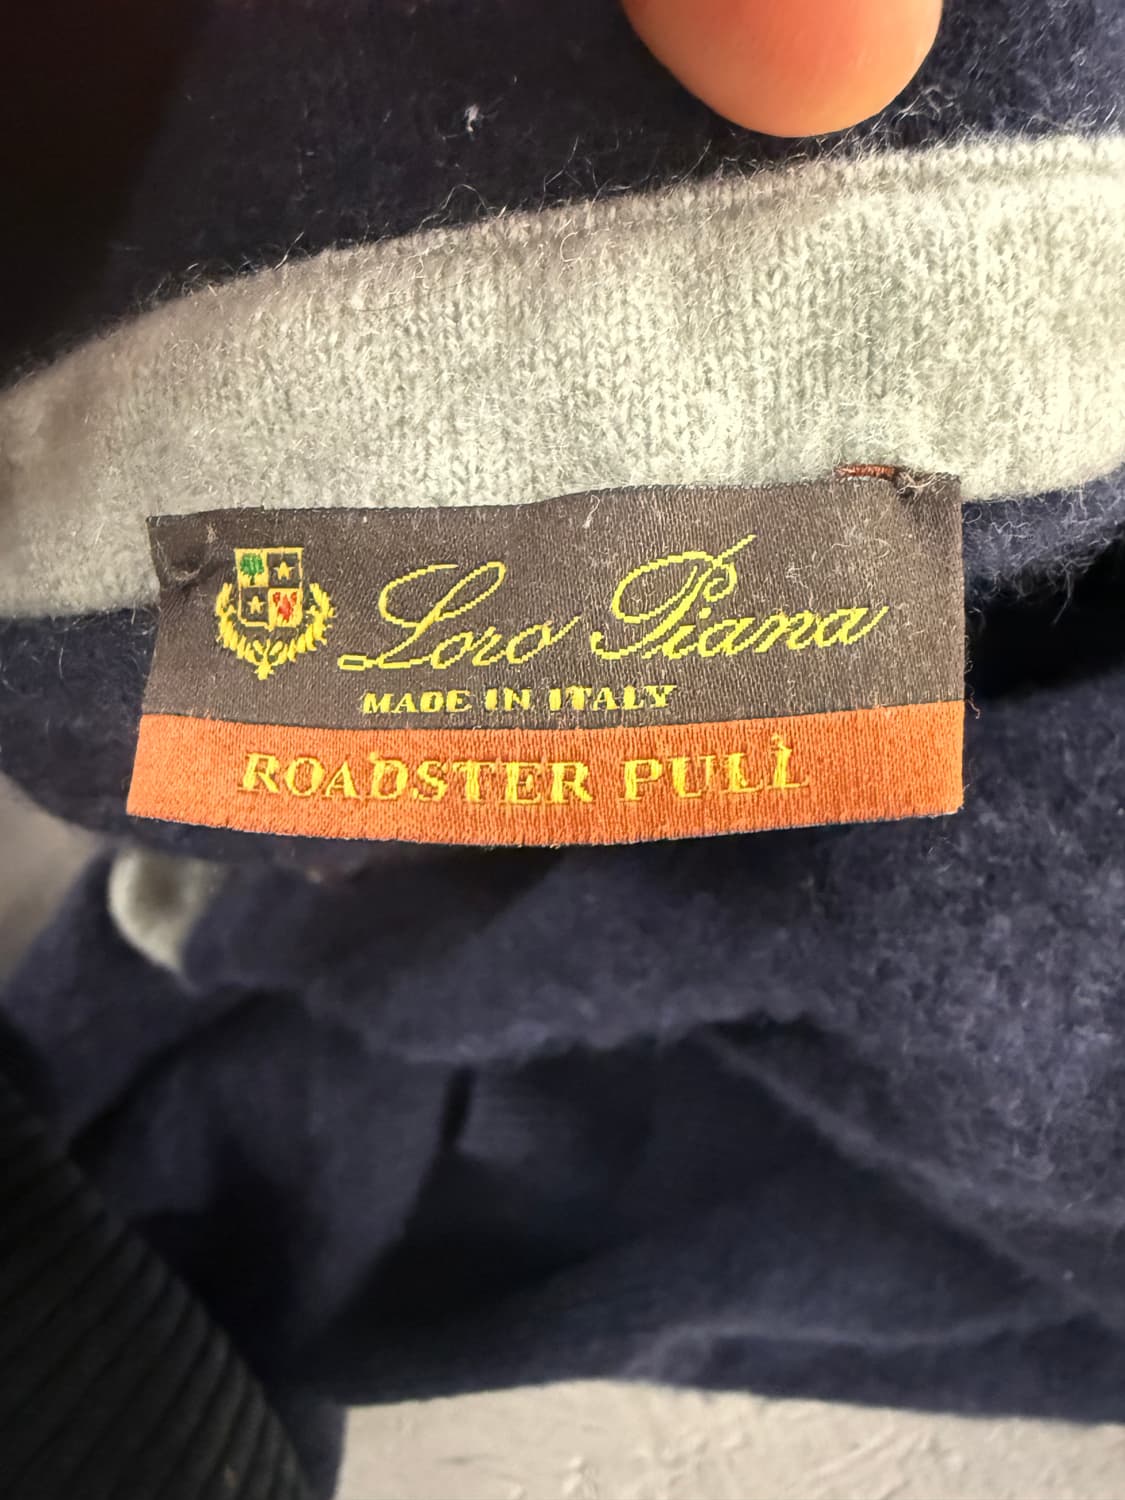 Loro Piana
MADE IN ITALY
ROADSTER PULL